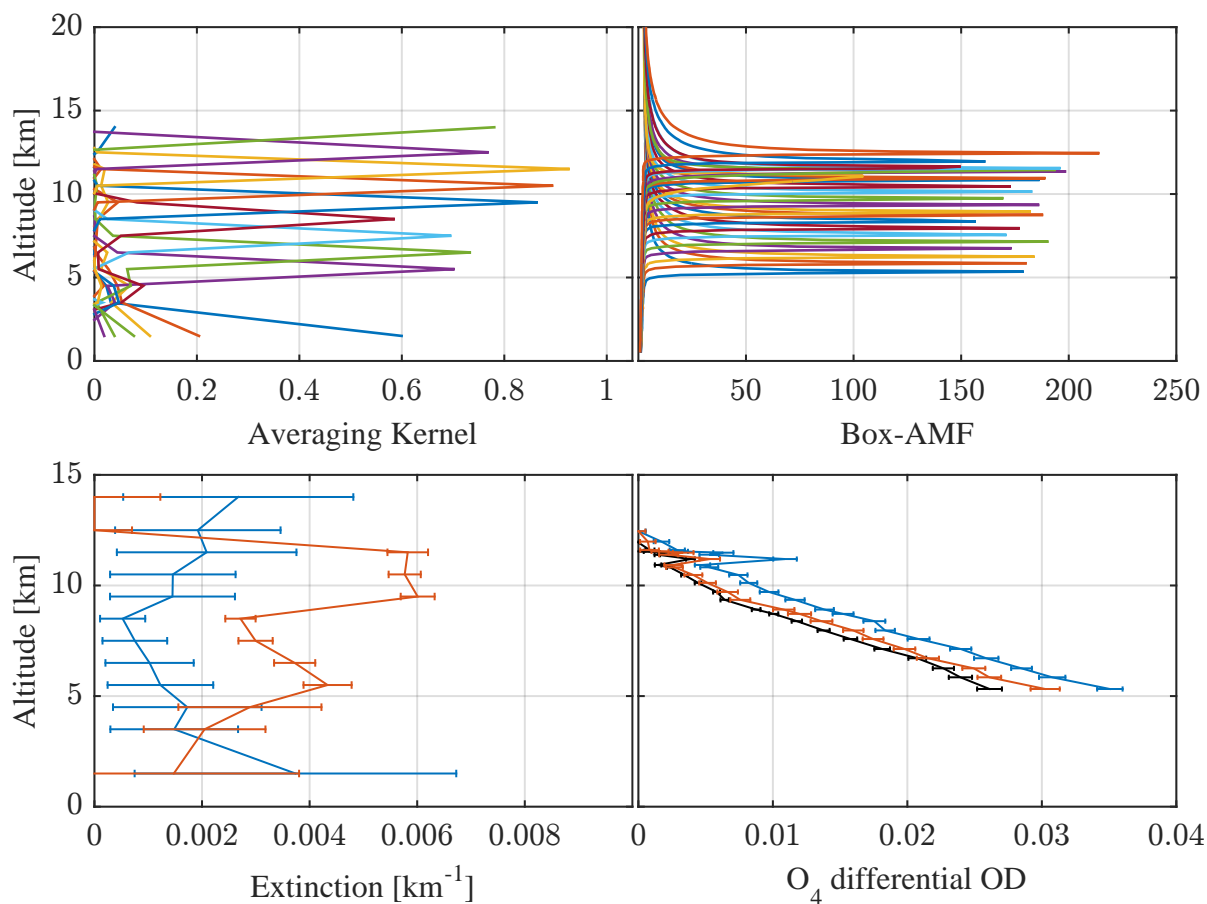 20
15
10
5
0
Altitude [km]
0 0.2 0.4 0.6 0.8 1
Averaging Kernel
50 100 150 200 250
Box-AMF
15
10
5
0
Altitude [km]
0 0.002 0.004 0.006 0.008
Extinction [km⁻¹]
0 0.01 0.02 0.03 0.04
O₄ differential OD